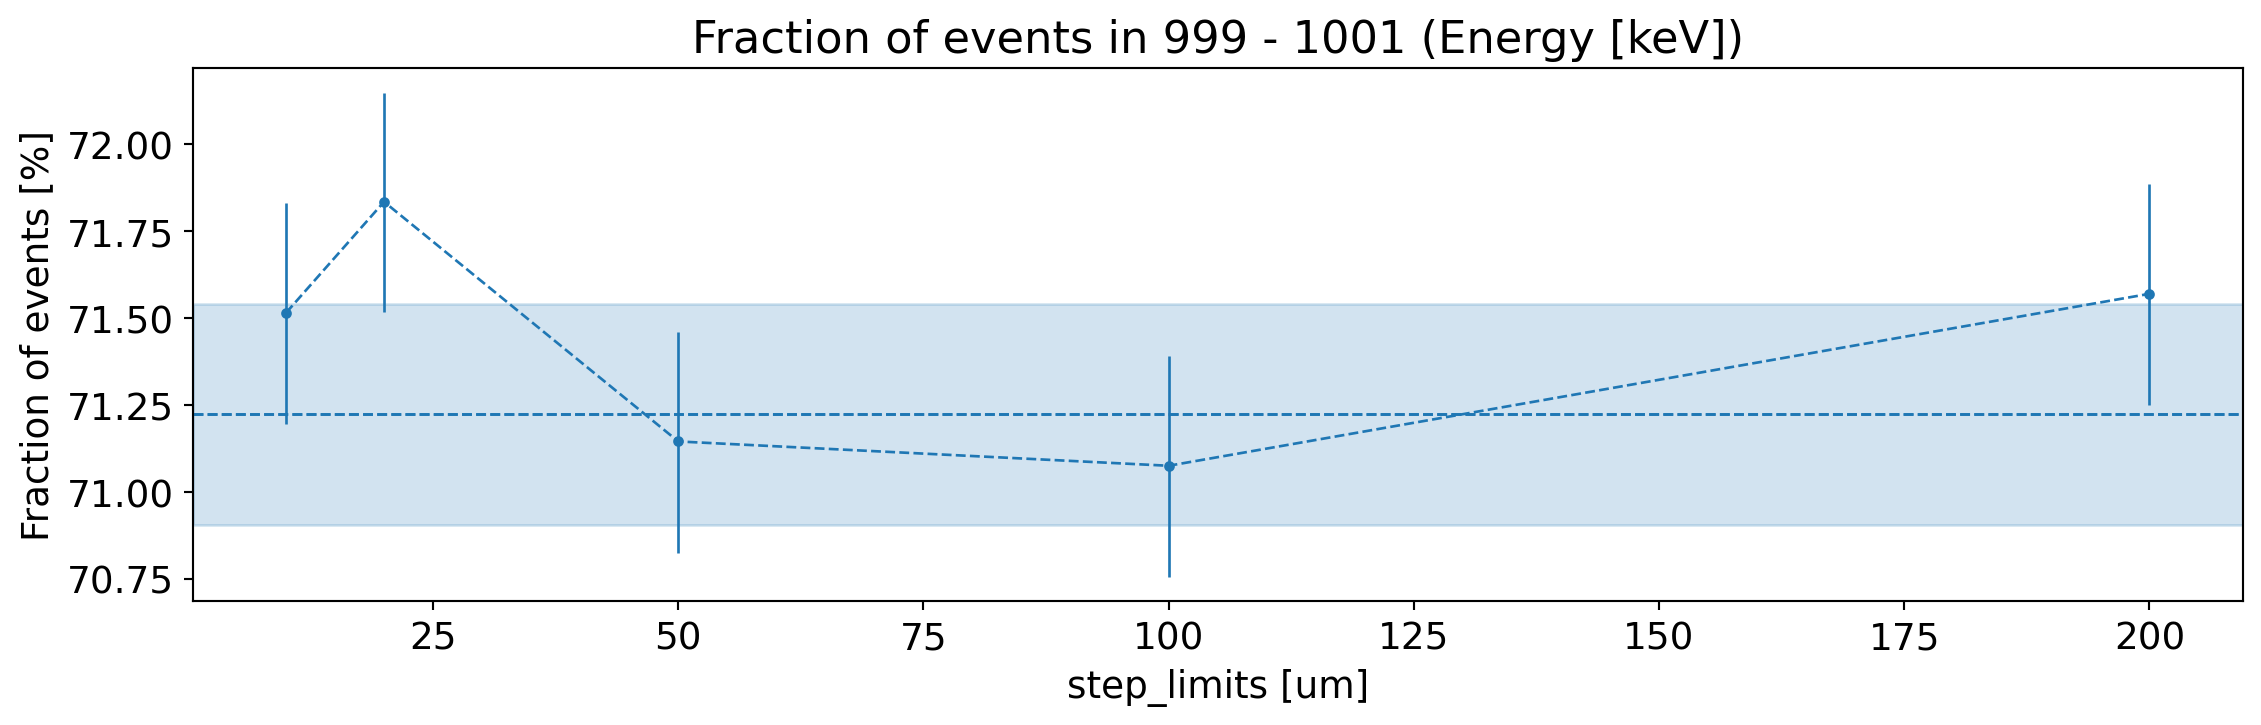 Fraction of events in 999 - 1001 (Energy [keV])
Fraction of events [%]
72.00
71.75
71.50
71.25
71.00
70.75
25 50 75 100 125 150 175 200
step_limits [um]